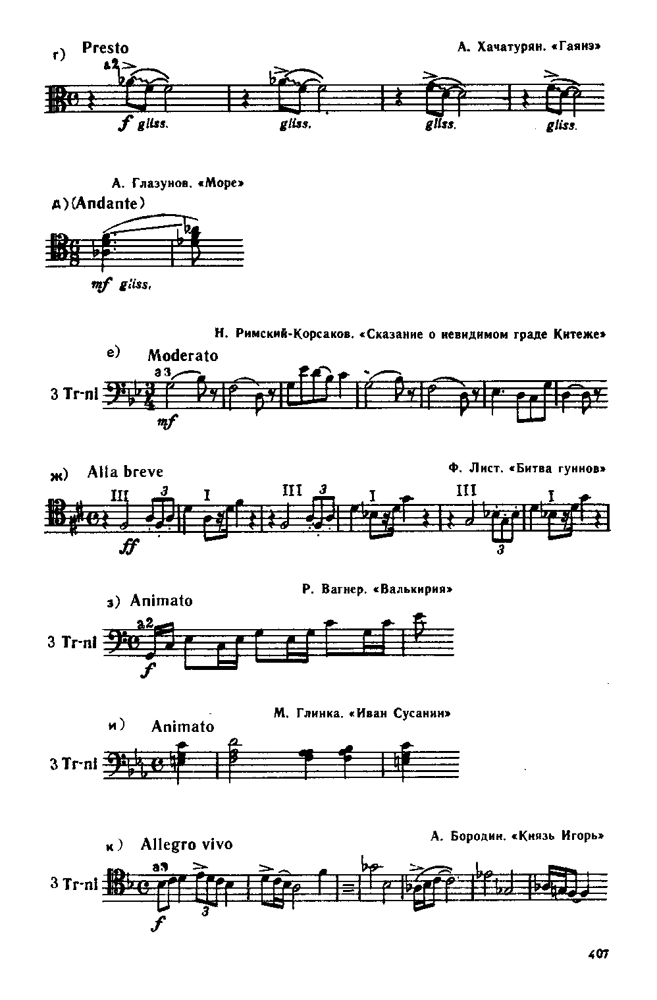 г) Presto А. Хачатурян. «Гаянэ»
a2
f gliss. gliss. gliss. gliss.
А. Глазунов. «Море»
д) (Andante)
mf gliss.
Н. Римский-Корсаков. «Сказание о невидимом граде Китеже»
е) Moderato
a3
3 Tr-ni
mf
ж) Alla breve Ф. Лист. «Битва гуннов»
III 3 I III 3 I III I
ff 3
Р. Вагнер. «Валькирия»
з) Animato
a2
3 Tr-ni
f
М. Глинка. «Иван Сусанин»
и) Animato
3 Tr-ni
А. Бородин. «Князь Игорь»
к) Allegro vivo
a3
3 Tr-ni
3
f
407